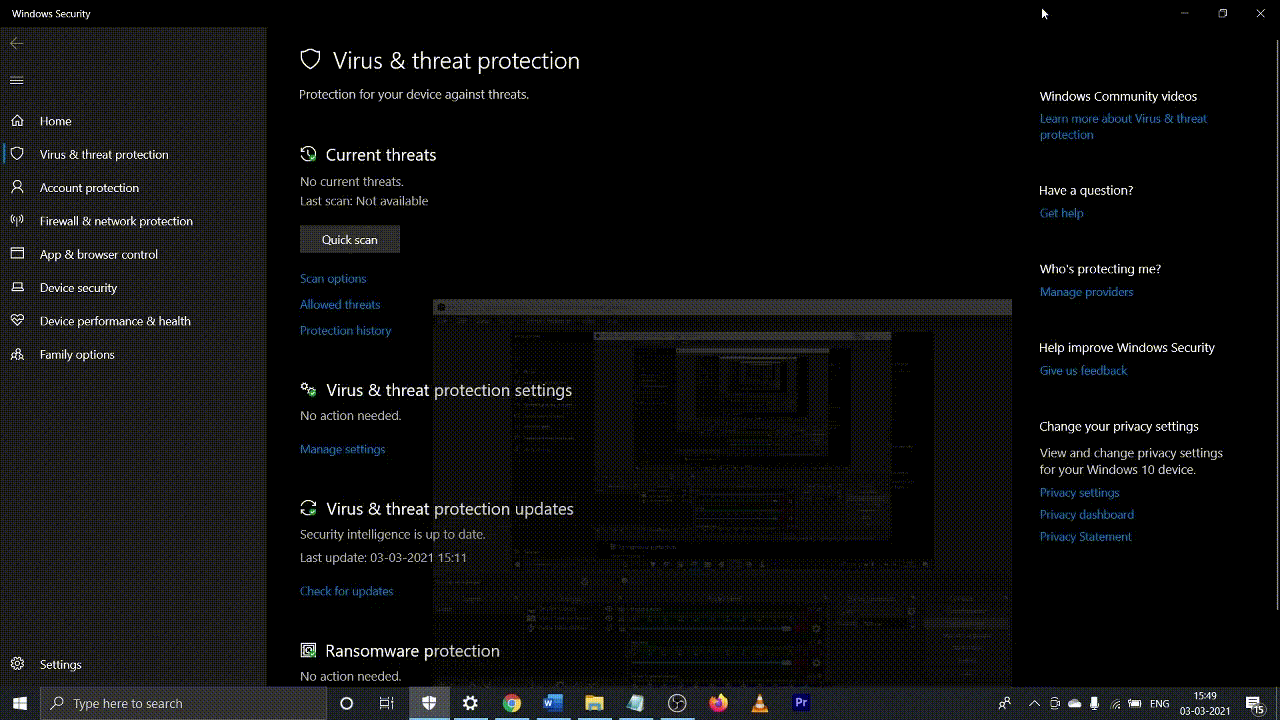 Windows Security
Virus & threat protection
Protection for your device against threats.
Home
Virus & threat protection
Account protection
Firewall & network protection
App & browser control
Device security
Device performance & health
Family options
Settings
Current threats
No current threats.
Last scan: Not available
Quick scan
Scan options
Allowed threats
Protection history
Virus & threat protection settings
No action needed.
Manage settings
Virus & threat protection updates
Security intelligence is up to date.
Last update: 03-03-2021 15:11
Check for updates
Ransomware protection
No action needed.
Windows Community videos
Learn more about Virus & threat
protection
Have a question?
Get help
Who's protecting me?
Manage providers
Help improve Windows Security
Give us feedback
Change your privacy settings
View and change privacy settings
for your Windows 10 device.
Privacy settings
Privacy dashboard
Privacy Statement
Type here to search
W
Pr
ENG
15:49
03-03-2021
15